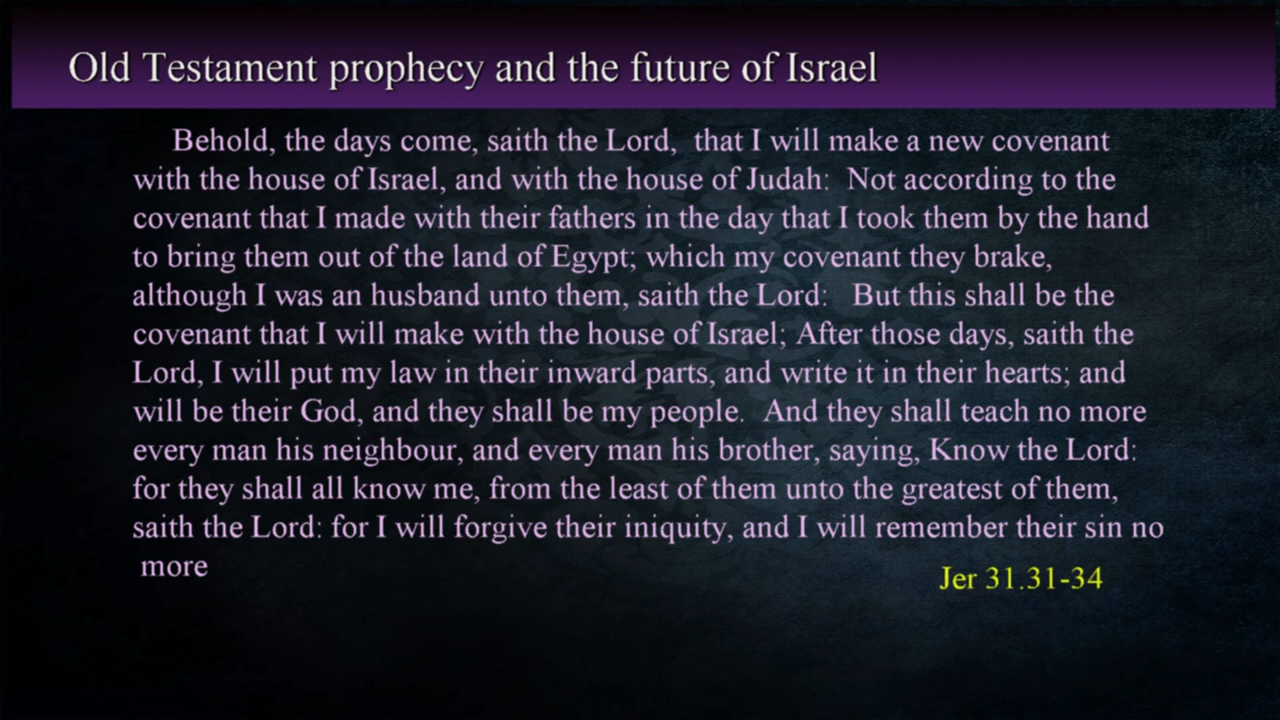 Old Testament prophecy and the future of Israel
Behold, the days come, saith the Lord, that I will make a new covenant
with the house of Israel, and with the house of Judah: Not according to the
covenant that I made with their fathers in the day that I took them by the hand
to bring them out of the land of Egypt; which my covenant they brake,
although I was an husband unto them, saith the Lord: But this shall be the
covenant that I will make with the house of Israel; After those days, saith the
Lord, I will put my law in their inward parts, and write it in their hearts; and
will be their God, and they shall be my people. And they shall teach no more
every man his neighbour, and every man his brother, saying, Know the Lord:
for they shall all know me, from the least of them unto the greatest of them,
saith the Lord: for I will forgive their iniquity, and I will remember their sin no
more
Jer 31.31-34